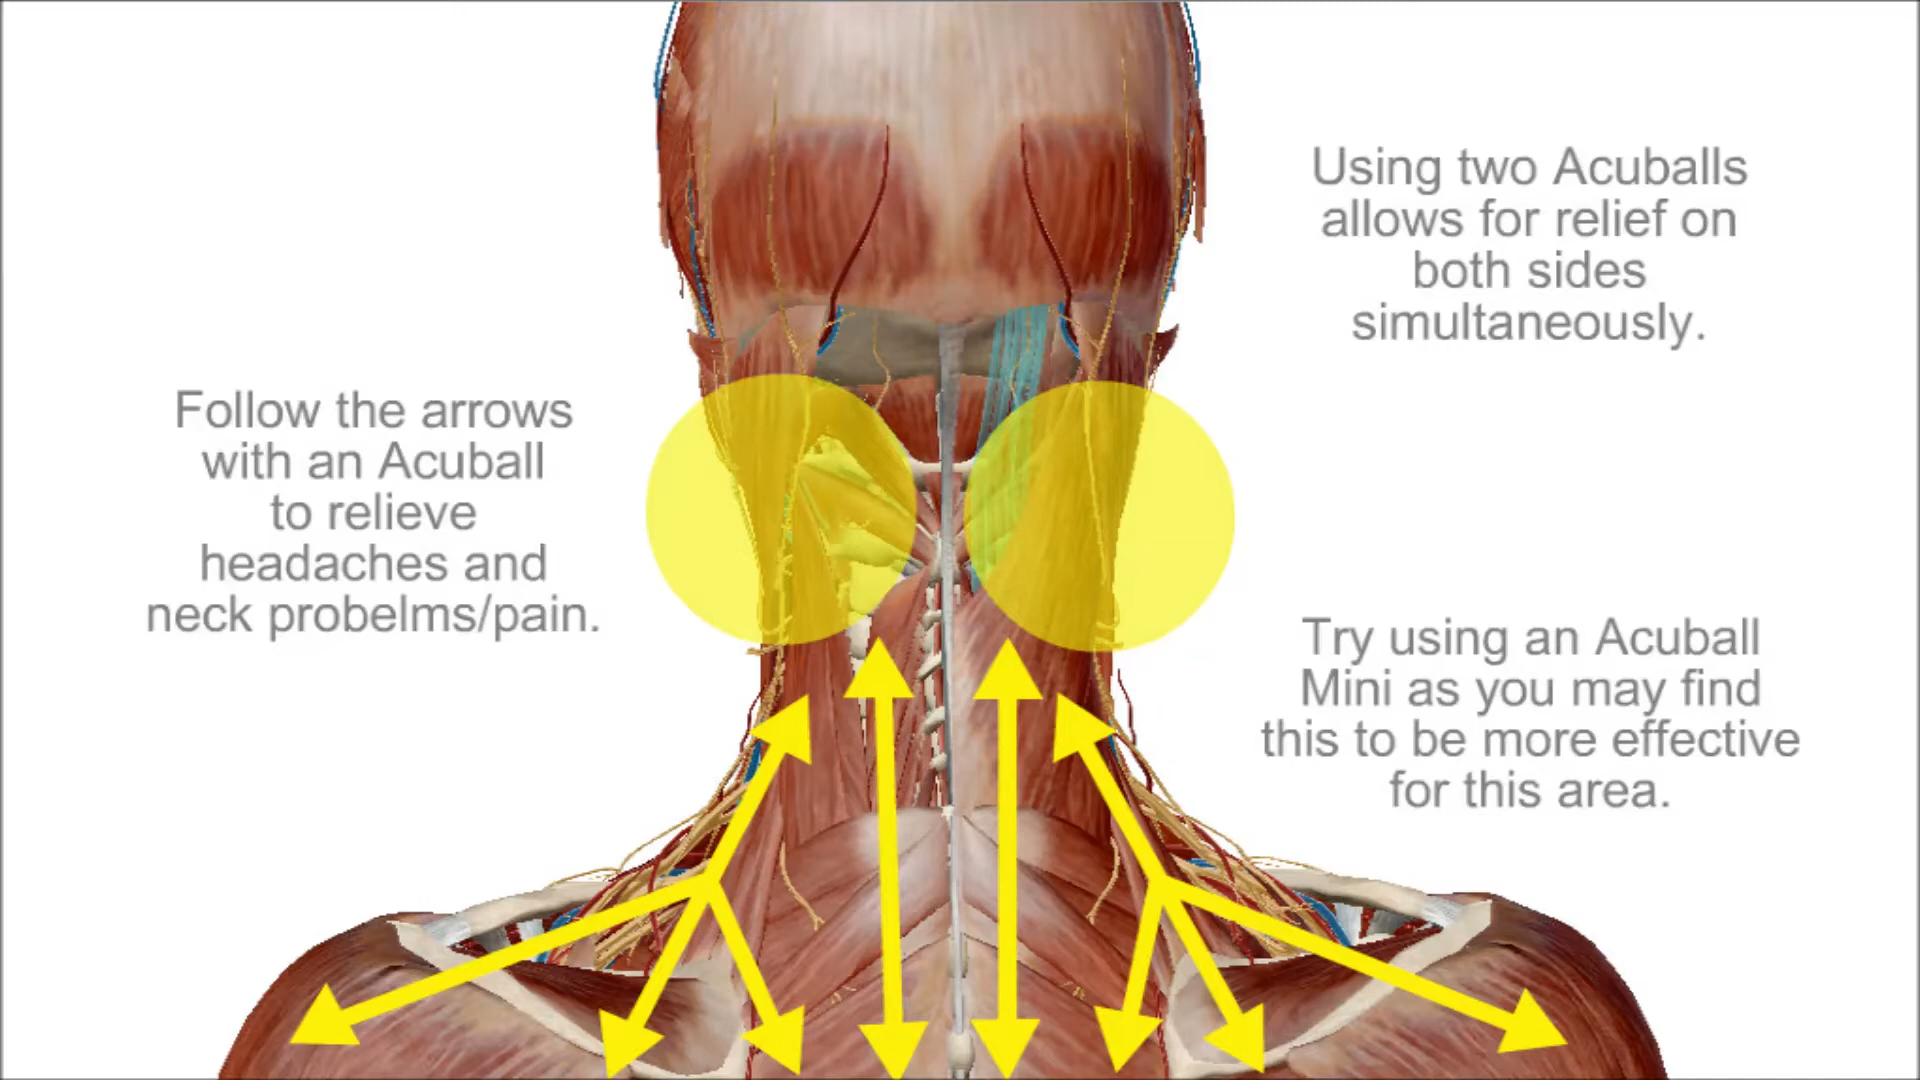 Follow the arrows
with an Acuball
to relieve
headaches and
neck probelms/pain.
Using two Acuballs
allows for relief on
both sides
simultaneously.
Try using an Acuball
Mini as you may find
this to be more effective
for this area.